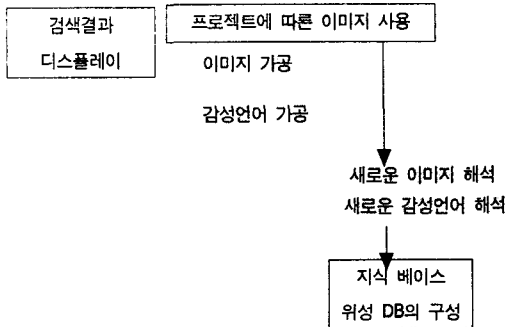 검색결과
디스플레이
프로젝트에 따른 이미지 사용
이미지 가공
감성언어 가공
새로운 이미지 해석
새로운 감성언어 해석
지식 베이스
위성 DB의 구성